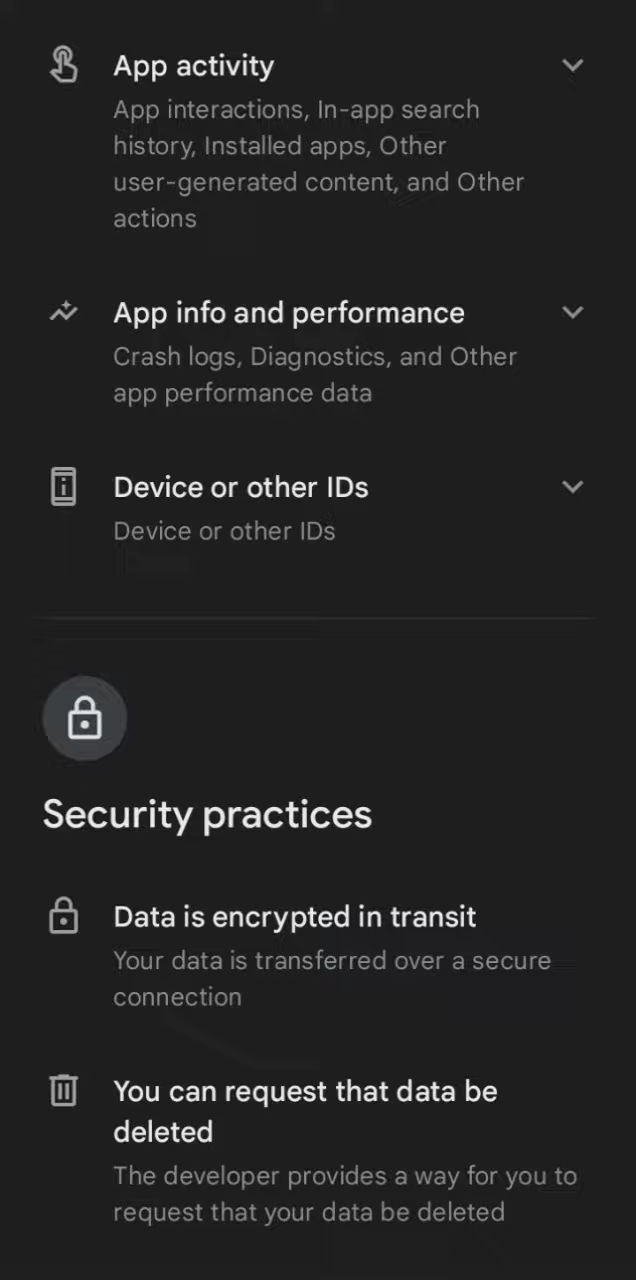 App activity
App interactions, In-app search
history, Installed apps, Other
user-generated content, and Other
actions
App info and performance
Crash logs, Diagnostics, and Other
app performance data
Device or other IDs
Device or other IDs
Security practices
Data is encrypted in transit
Your data is transferred over a secure
connection
You can request that data be
deleted
The developer provides a way for you to
request that your data be deleted